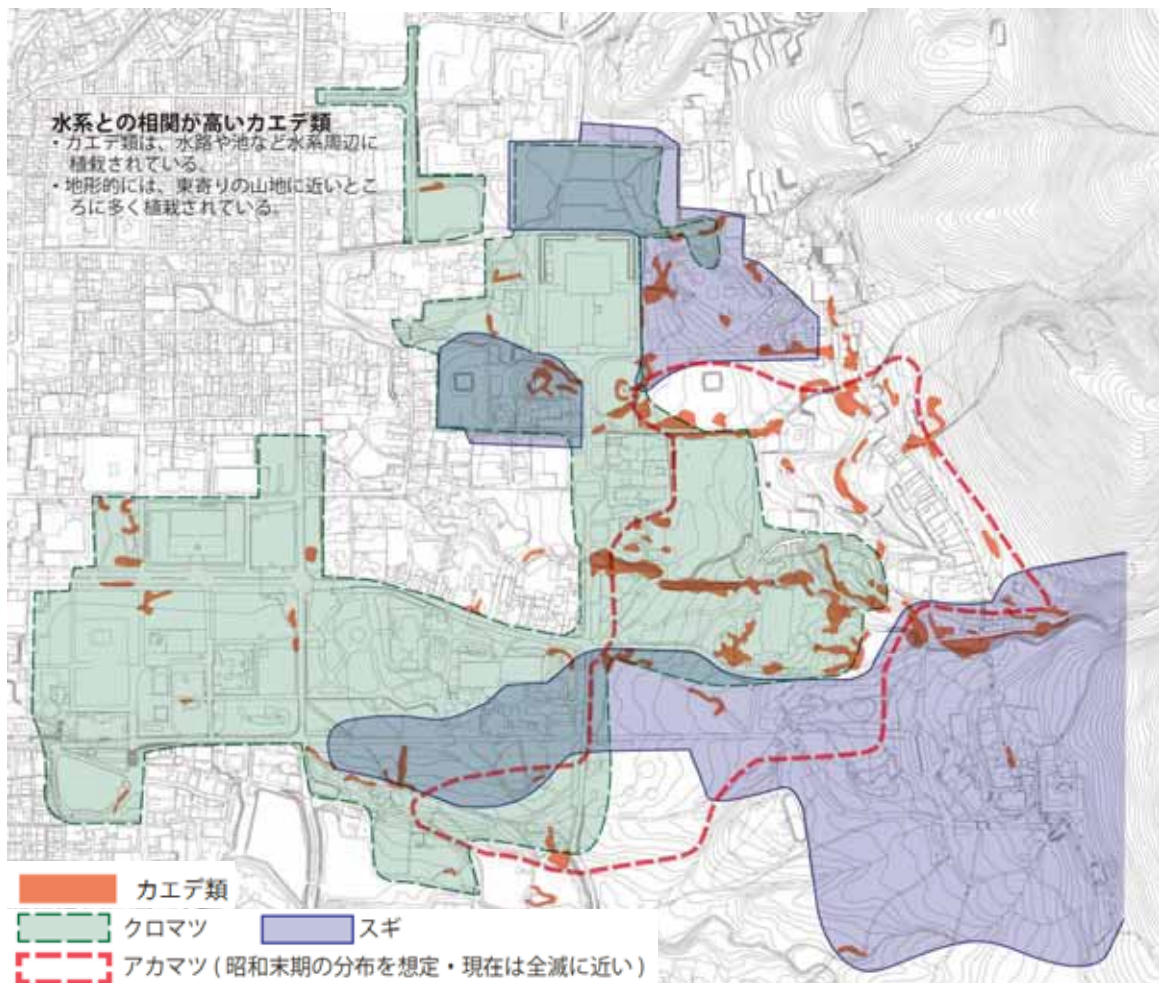 水系との相関が高いカエデ類
・カエデ類は、水路や池など水系周辺に
植栽されている。
・地形的には、東寄りの山地に近いとこ
ろに多く植栽されている。
カエデ類
クロマツ
スギ
アカマツ ( 昭和末期の分布を想定・現在は全滅に近い )